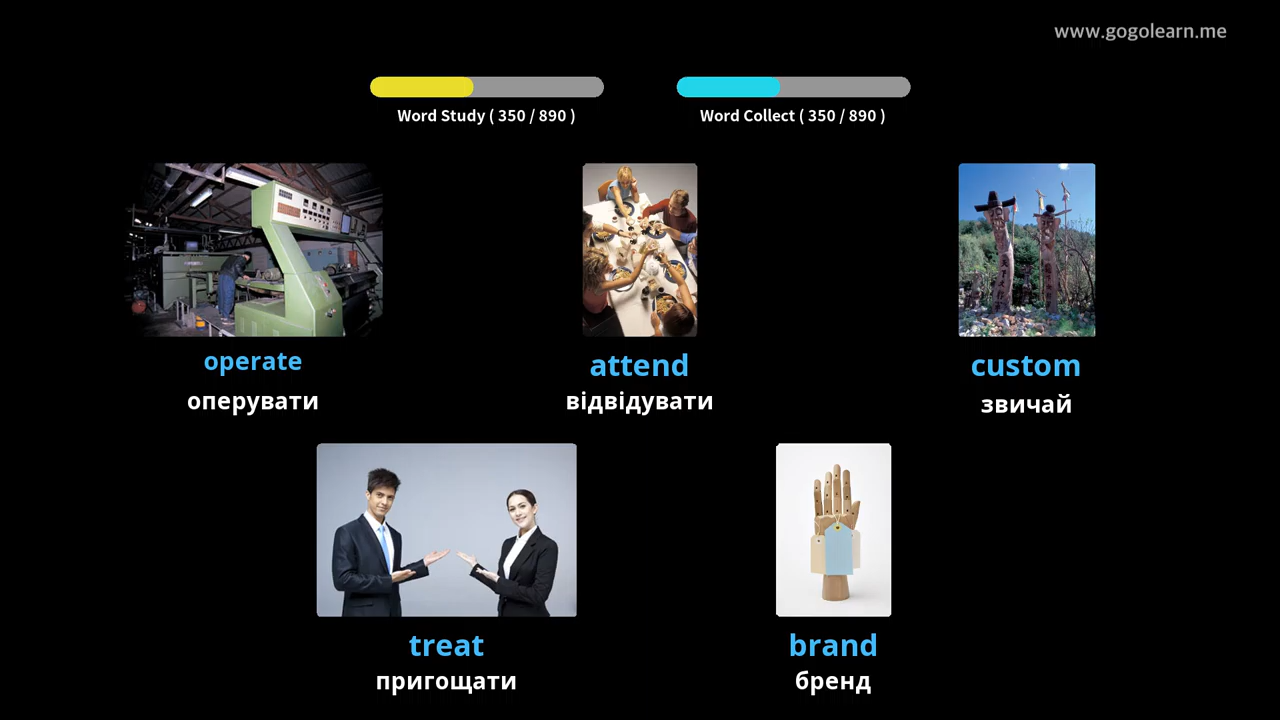 www.gogolearn.me
Word Study ( 350 / 890 )
Word Collect ( 350 / 890 )
operate
оперувати
attend
відвідувати
custom
звичай
treat
пригощати
brand
бренд